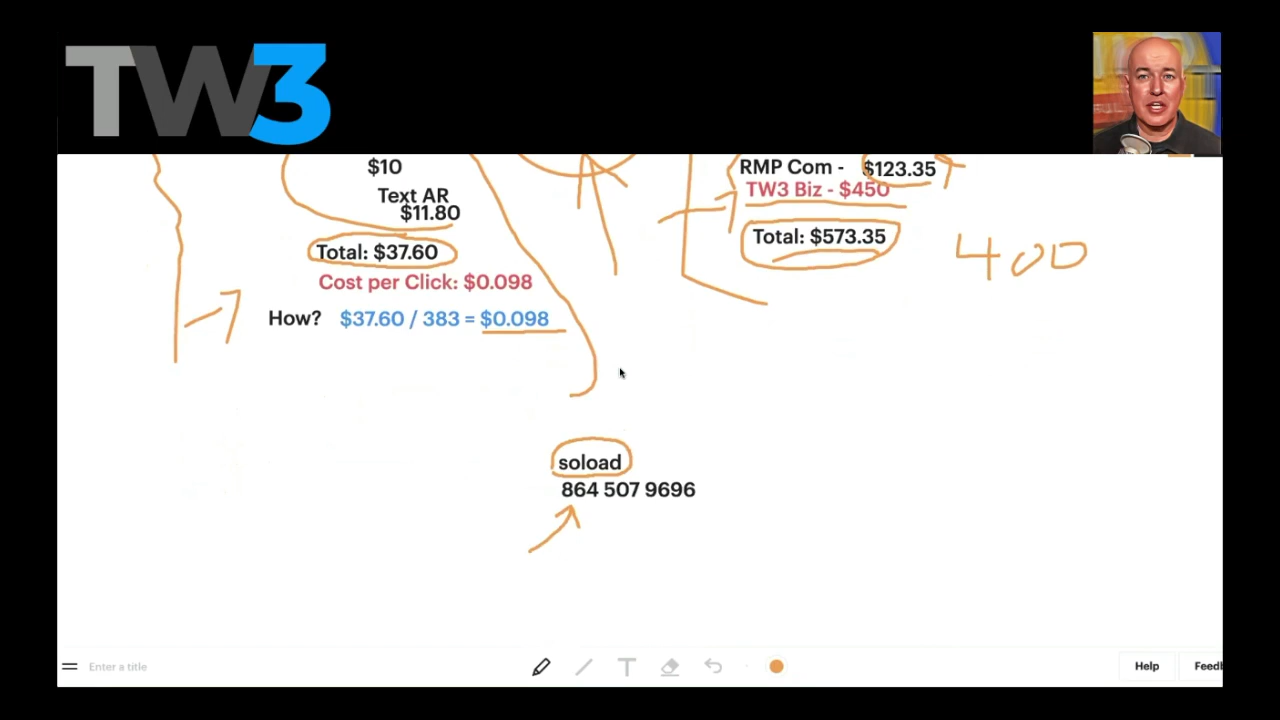 TW3
$10
Text AR
$11.80
Total: $37.60
Cost per Click: $0.098
How? $37.60 / 383 = $0.098
RMP Com - $123.35
TW3 Biz - $450
Total: $573.35
400
soload
864 507 9696
Enter a title
T
Help
Feedb